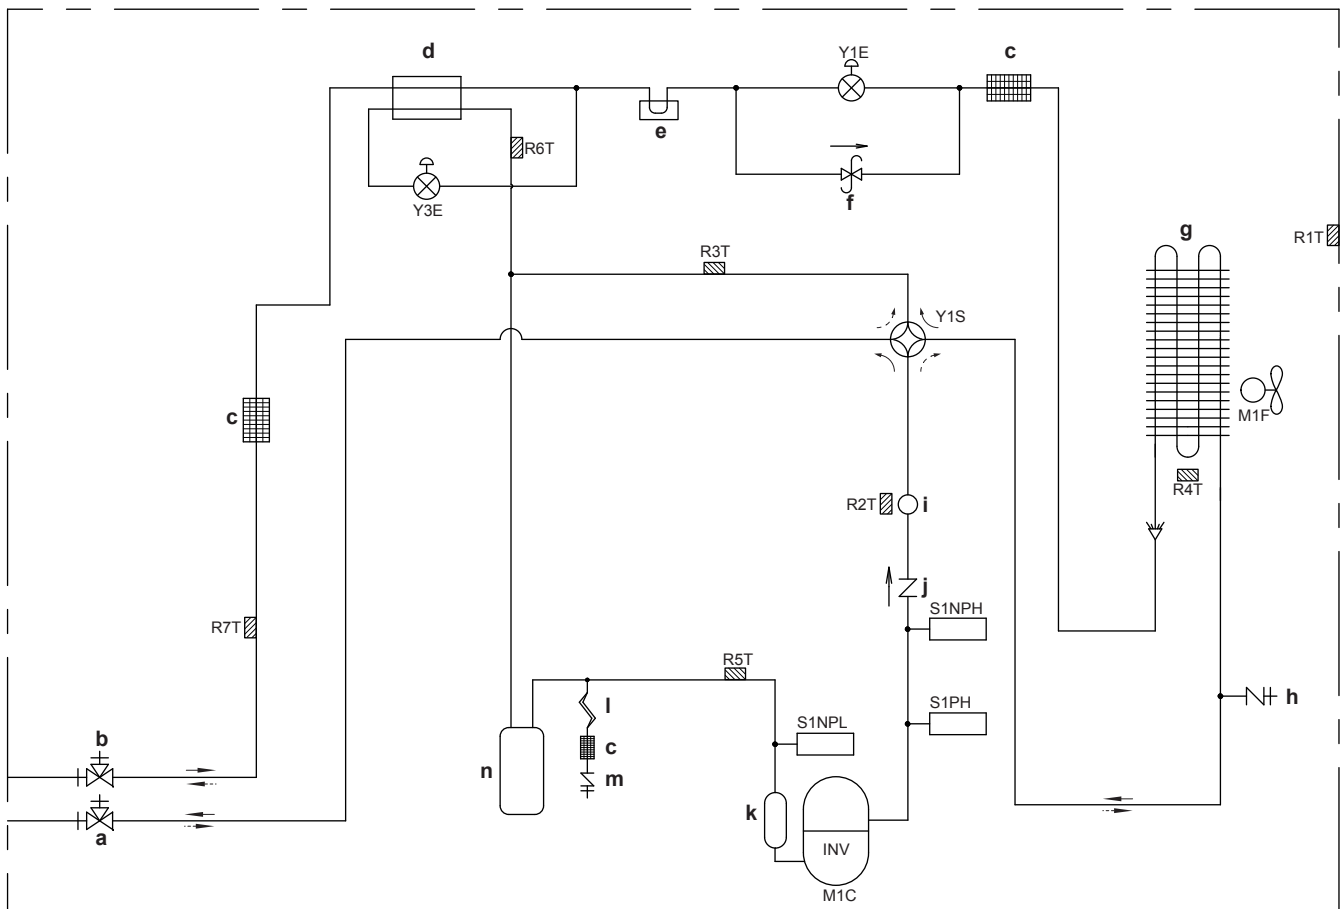 d
Y1E
c
e
R6T
Y3E
f
g
R1T
R3T
Y1S
c
M1F
R4T
R2T
i
j
S1NPH
R7T
R5T
l
S1PH
h
b
S1NPL
c
n
m
k
a
INV
M1C